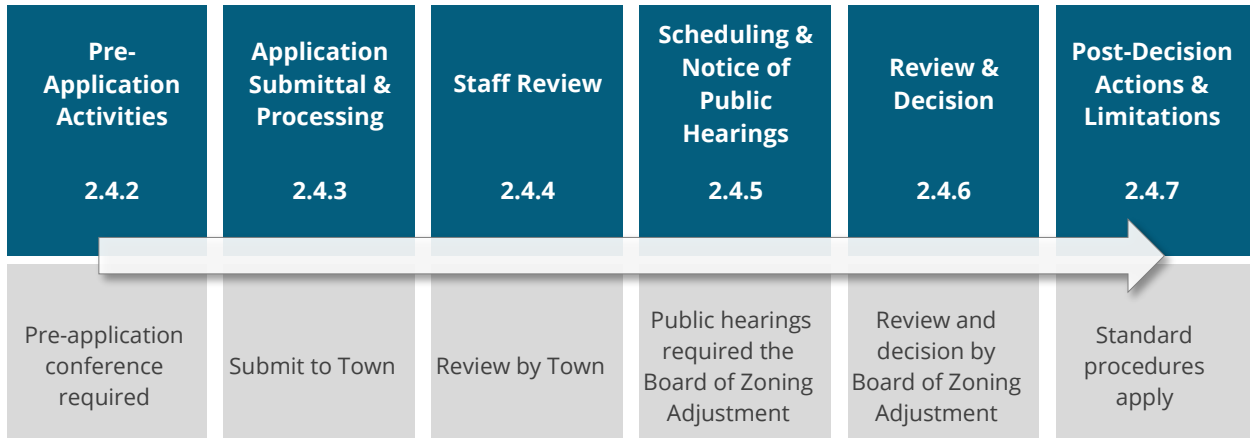 Pre-
Application
Activities
2.4.2
Application
Submittal &
Processing
2.4.3
Staff Review
2.4.4
Scheduling &
Notice of
Public
Hearings
2.4.5
Review &
Decision
2.4.6
Post-Decision
Actions &
Limitations
2.4.7
Pre-application
conference
required
Submit to Town
Review by Town
Public hearings
required the
Board of Zoning
Adjustment
Review and
decision by
Board of Zoning
Adjustment
Standard
procedures
apply